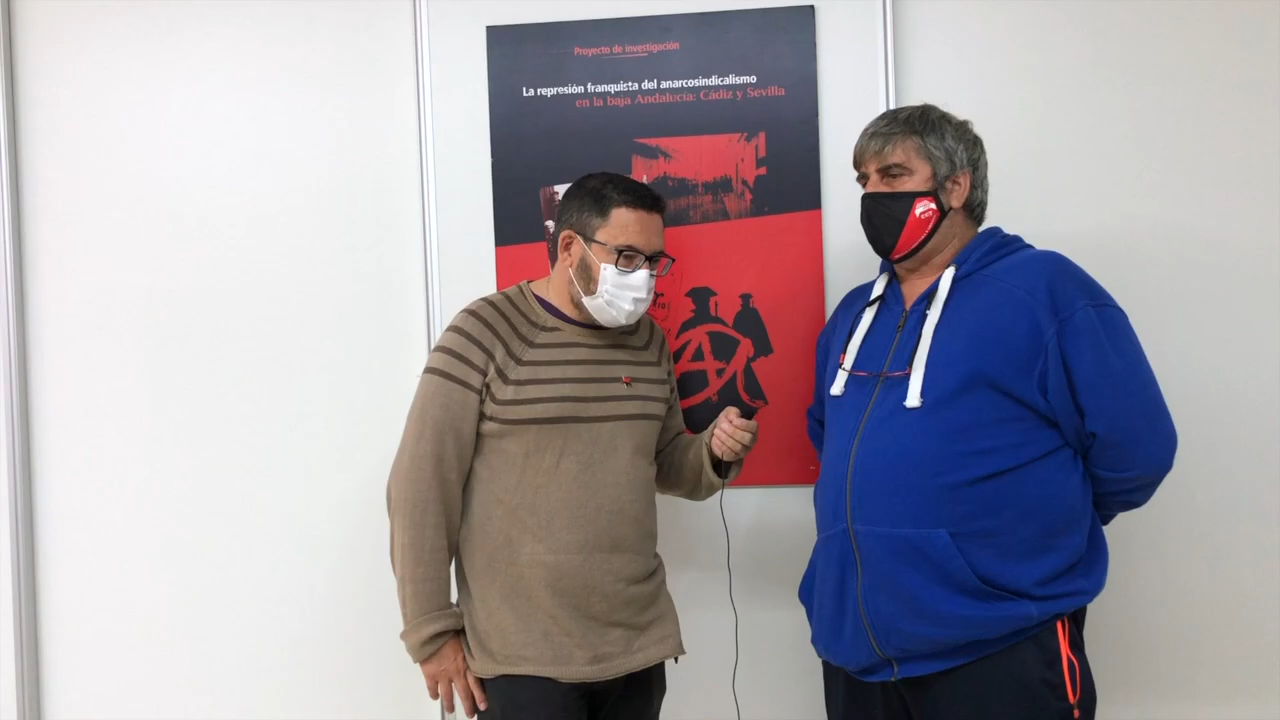 Proyecto de investigación
La represión franquista del anarcosindicalismo
en la baja Andalucía: Cádiz y Sevilla